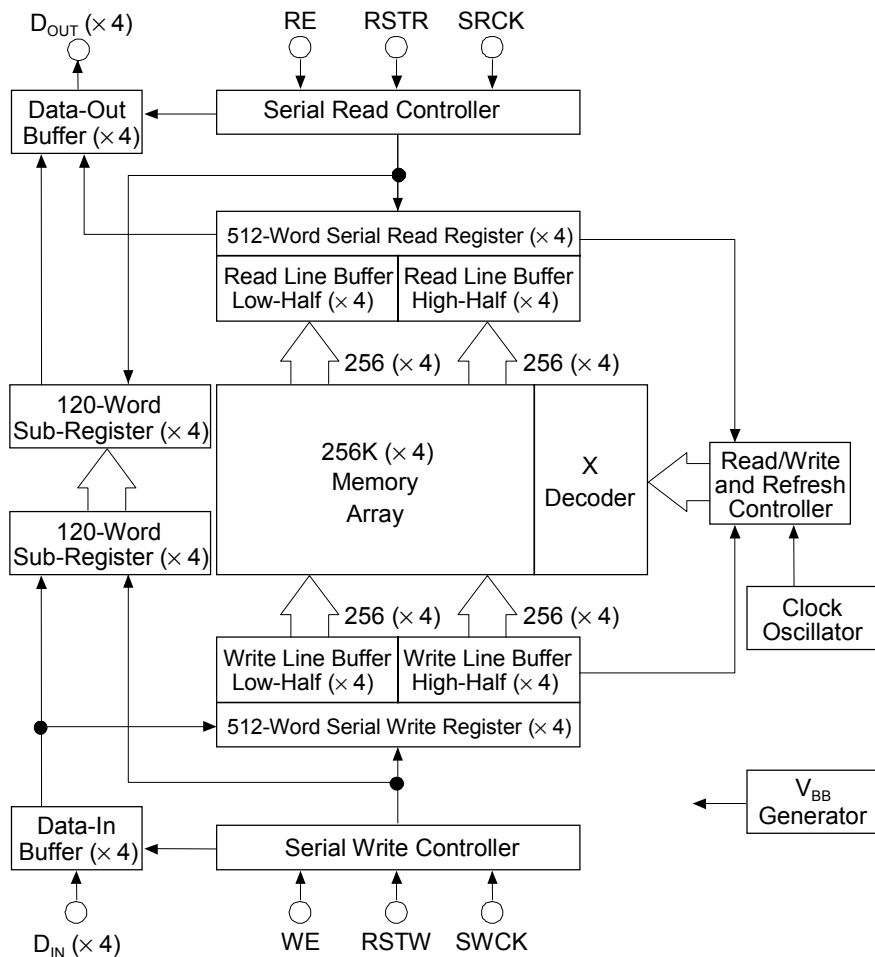 D_OUT (× 4)
RE
RSTR
SRCK
Data-Out
Buffer (× 4)
Serial Read Controller
512-Word Serial Read Register (× 4)
Read Line Buffer
Low-Half (× 4)
Read Line Buffer
High-Half (× 4)
256 (× 4)
256 (× 4)
120-Word
Sub-Register (× 4)
256K (× 4)
Memory
Array
X
Decoder
Read/Write
and Refresh
Controller
120-Word
Sub-Register (× 4)
256 (× 4)
256 (× 4)
Clock
Oscillator
Write Line Buffer
Low-Half (× 4)
Write Line Buffer
High-Half (× 4)
512-Word Serial Write Register (× 4)
V_BB
Generator
Data-In
Buffer (× 4)
Serial Write Controller
D_IN (× 4)
WE
RSTW
SWCK